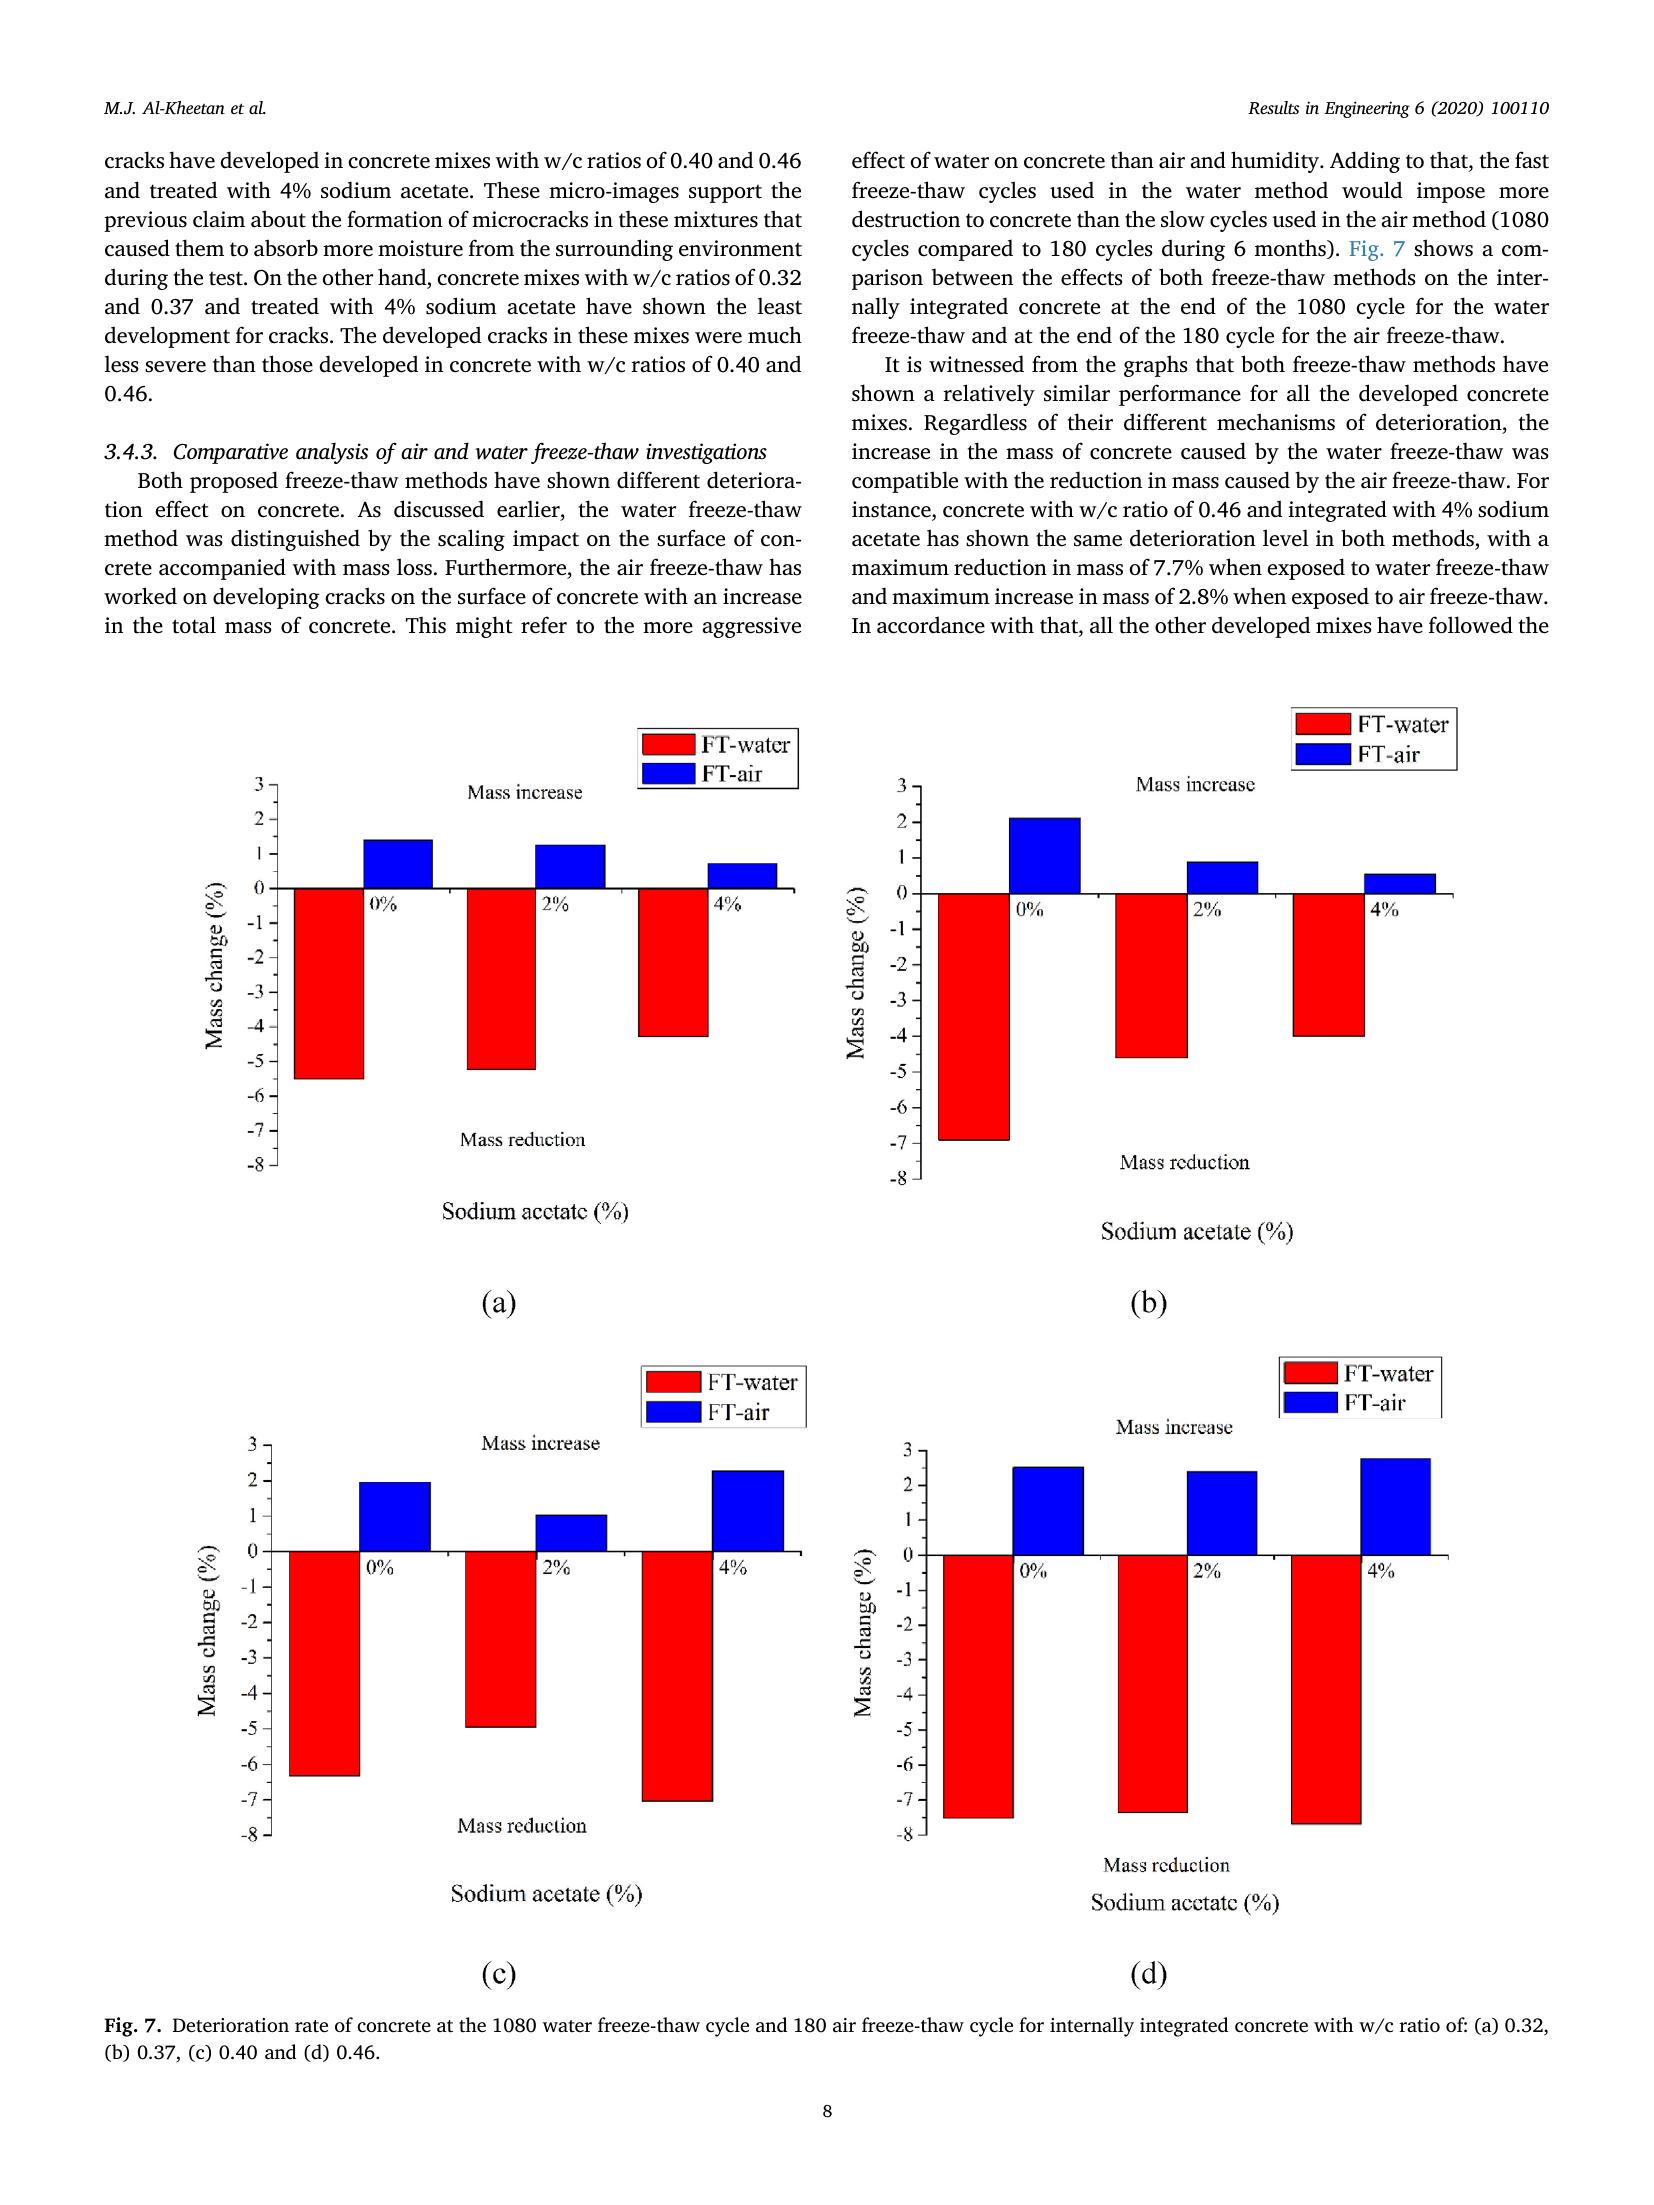 M.J. Al-Kheetan et al.
Results in Engineering 6 (2020) 100110
cracks have developed in concrete mixes with w/c ratios of 0.40 and 0.46
and treated with 4% sodium acetate. These micro-images support the
previous claim about the formation of microcracks in these mixtures that
caused them to absorb more moisture from the surrounding environment
during the test. On the other hand, concrete mixes with w/c ratios of 0.32
and 0.37 and treated with 4% sodium acetate have shown the least
development for cracks. The developed cracks in these mixes were much
less severe than those developed in concrete with w/c ratios of 0.40 and
0.46.
3.4.3. Comparative analysis of air and water freeze-thaw investigations
Both proposed freeze-thaw methods have shown different deteriora-
tion effect on concrete. As discussed earlier, the water freeze-thaw
method was distinguished by the scaling impact on the surface of con-
crete accompanied with mass loss. Furthermore, the air freeze-thaw has
worked on developing cracks on the surface of concrete with an increase
in the total mass of concrete. This might refer to the more aggressive
effect of water on concrete than air and humidity. Adding to that, the fast
freeze-thaw cycles used in the water method would impose more
destruction to concrete than the slow cycles used in the air method (1080
cycles compared to 180 cycles during 6 months). Fig. 7 shows a com-
parison between the effects of both freeze-thaw methods on the inter-
nally integrated concrete at the end of the 1080 cycle for the water
freeze-thaw and at the end of the 180 cycle for the air freeze-thaw.
It is witnessed from the graphs that both freeze-thaw methods have
shown a relatively similar performance for all the developed concrete
mixes. Regardless of their different mechanisms of deterioration, the
increase in the mass of concrete caused by the water freeze-thaw was
compatible with the reduction in mass caused by the air freeze-thaw. For
instance, concrete with w/c ratio of 0.46 and integrated with 4% sodium
acetate has shown the same deterioration level in both methods, with a
maximum reduction in mass of 7.7% when exposed to water freeze-thaw
and maximum increase in mass of 2.8% when exposed to air freeze-thaw.
In accordance with that, all the other developed mixes have followed the
FT-water
FT-air
Mass increase
3
2
1
0
-1
-2
-3
-4
-5
-6
-7
-8
Mass change (%)
0%
2%
4%
Mass reduction
Sodium acetate (%)
(a)
FT-water
FT-air
Mass increase
3
2
1
0
-1
-2
-3
-4
-5
-6
-7
-8
Mass change (%)
0%
2%
4%
Mass reduction
Sodium acetate (%)
(b)
FT-water
FT-air
Mass increase
3
2
1
0
-1
-2
-3
-4
-5
-6
-7
-8
Mass change (%)
0%
2%
4%
Mass reduction
Sodium acetate (%)
(c)
FT-water
FT-air
Mass increase
3
2
1
0
-1
-2
-3
-4
-5
-6
-7
-8
Mass change (%)
0%
2%
4%
Mass reduction
Sodium acetate (%)
(d)
Fig. 7. Deterioration rate of concrete at the 1080 water freeze-thaw cycle and 180 air freeze-thaw cycle for internally integrated concrete with w/c ratio of: (a) 0.32,
(b) 0.37, (c) 0.40 and (d) 0.46.
8